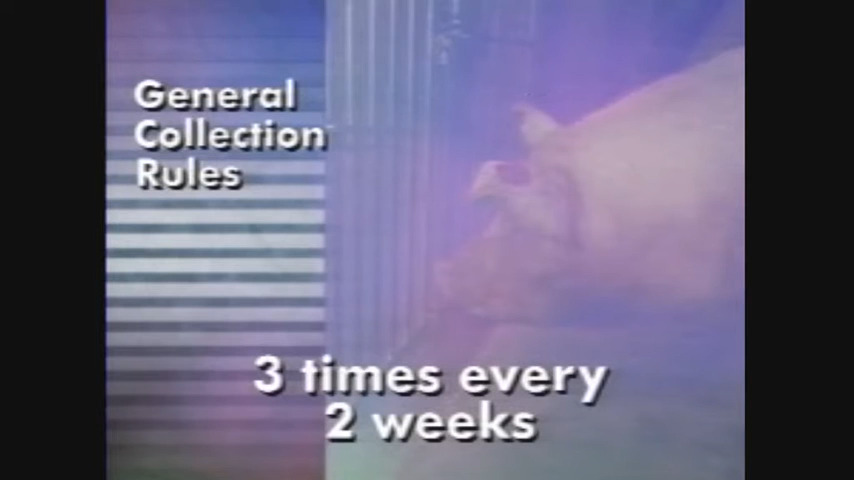 General
Collection
Rules
3 times every
2 weeks